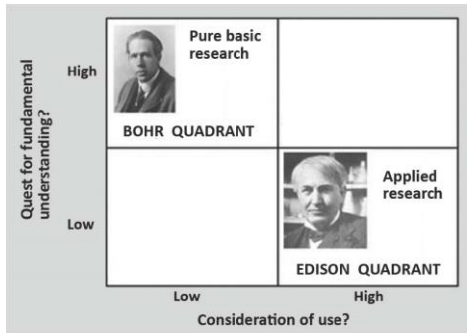 Quest for fundamental
understanding?
High
Low
Pure basic
research
BOHR QUADRANT
Applied
research
EDISON QUADRANT
Low
High
Consideration of use?